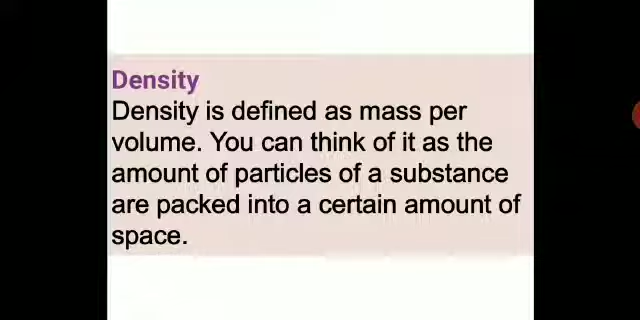 Density
Density is defined as mass per
volume. You can think of it as the
amount of particles of a substance
are packed into a certain amount of
space.